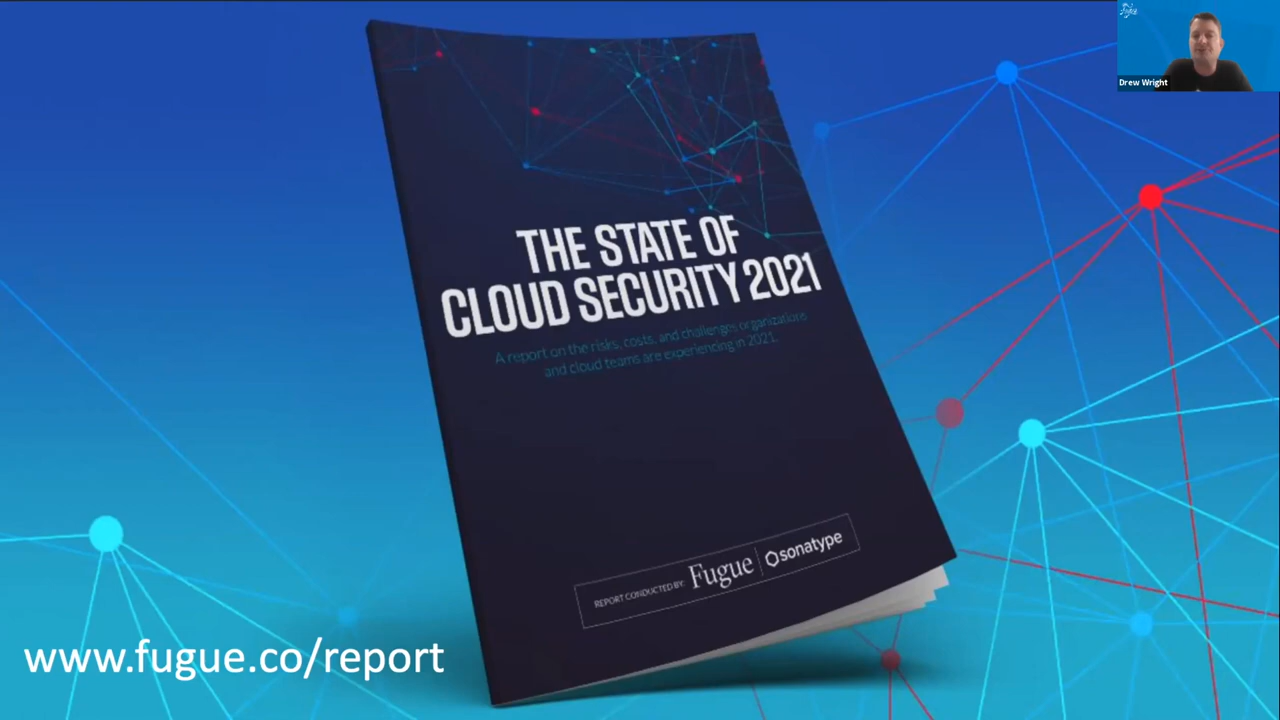 Fugue
Drew Wright
THE STATE OF
CLOUD SECURITY 2021
A report on the risks, costs, and challenges organizations
and cloud teams are experiencing in 2021.
REPORT CONDUCTED BY: Fugue | sonatype
www.fugue.co/report